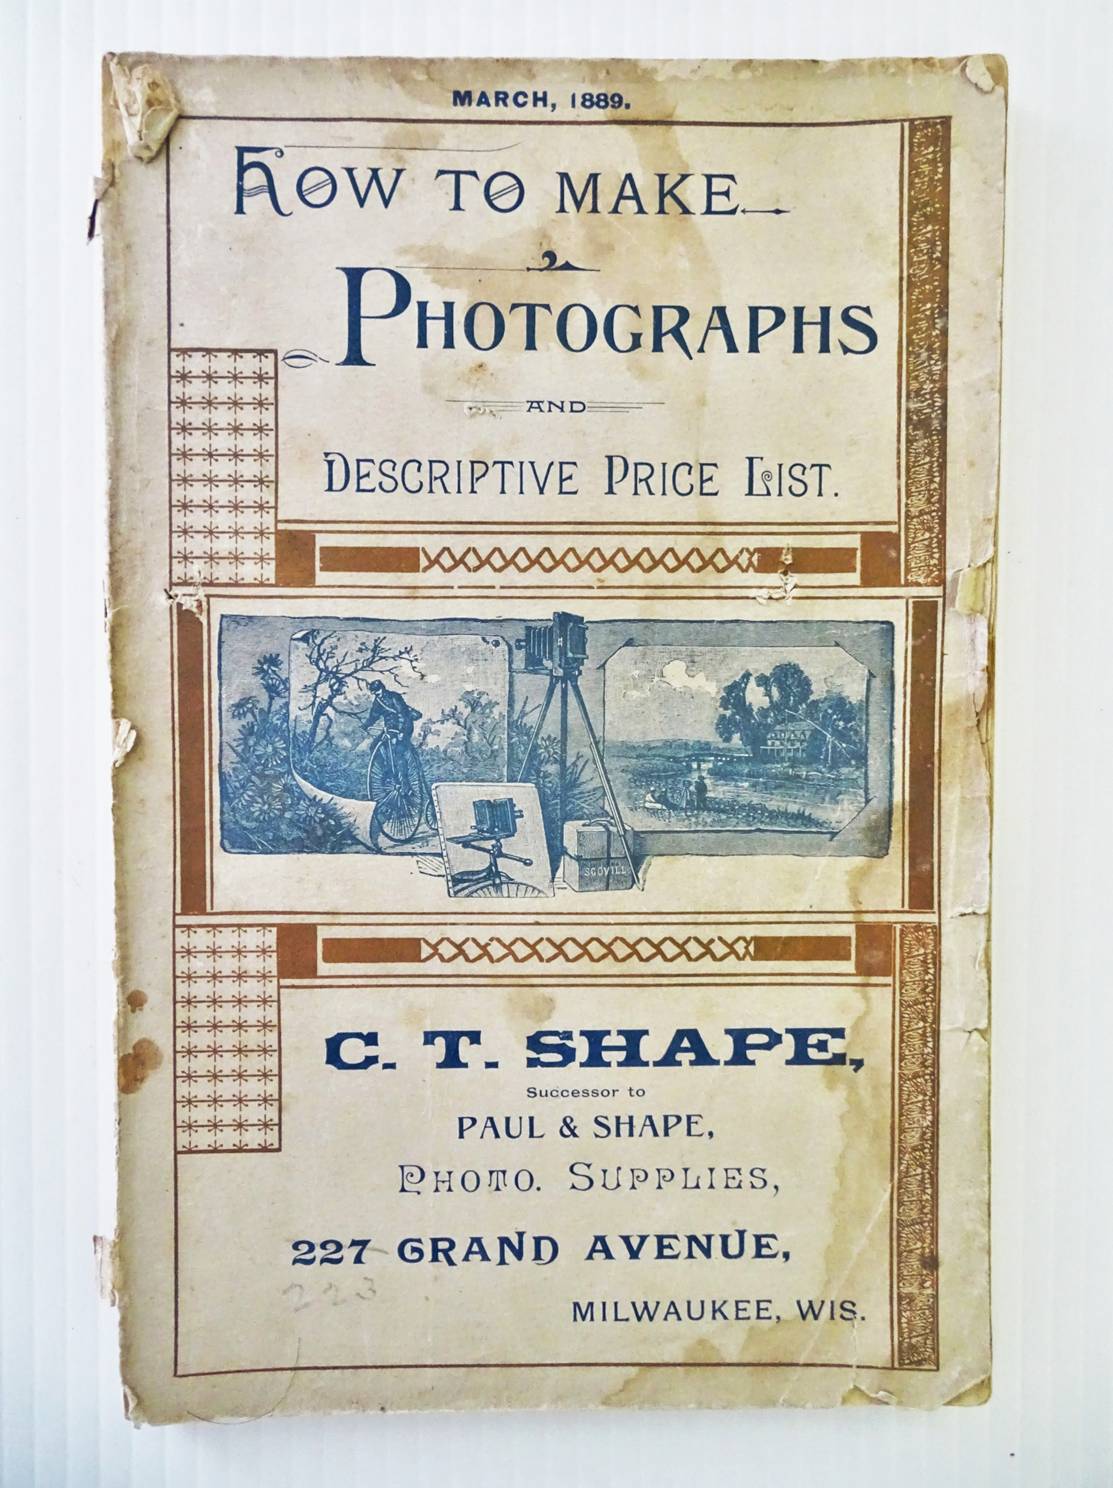 MARCH, 1889.
HOW TO MAKE
PHOTOGRAPHS
AND
DESCRIPTIVE PRICE LIST.
SCOVILL
C. T. SHAPE,
Successor to
PAUL & SHAPE,
PHOTO. SUPPLIES,
227 GRAND AVENUE,
223
MILWAUKEE, WIS.